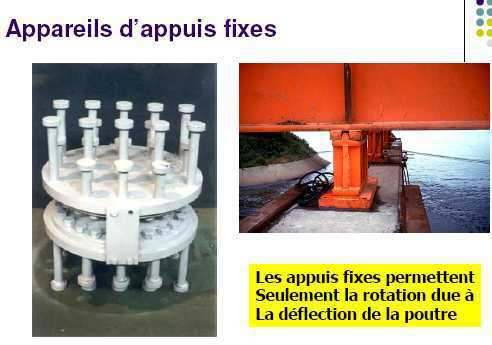 Appareils d'appuis fixes
Les appuis fixes permettent
Seulement la rotation due à
La déflection de la poutre